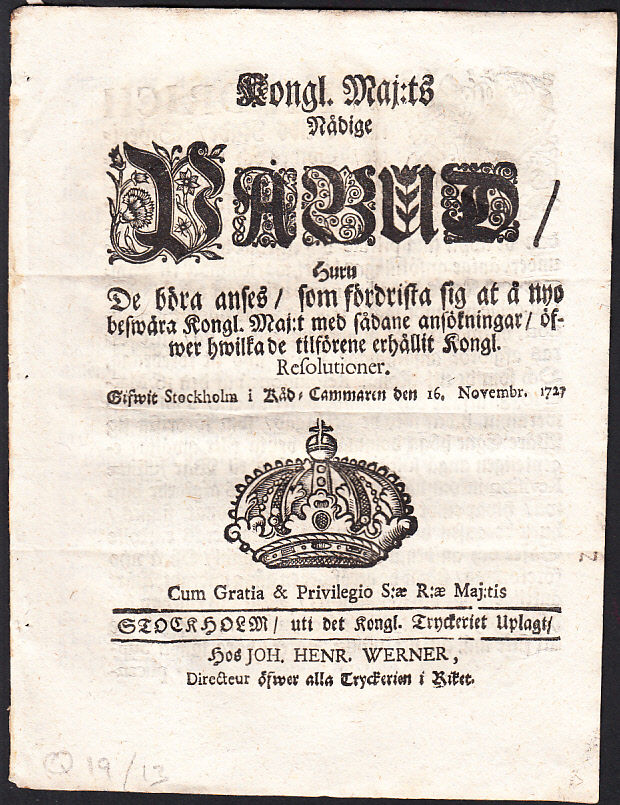 Kongl. Maj:ts
Nådige
PÅBUD/
Huru
De böra anses/ som fördrista sig at å nyo
beswära Kongl. Maj:t med sådane ansökningar/ öf-
wer hwilka de tilförene erhållit Kongl.
Resolutioner.
Gifwit Stockholm i Råd-Cammaren den 16. Novembr. 1727
Cum Gratia & Privilegio S:æ R:æ Maj:tis
STOCKHOLM/ uti det Kongl. Tryckeriet Uplagt/
Hos JOH. HENR. WERNER,
Directeur öfwer alla Tryckerien i Riket.
19/13